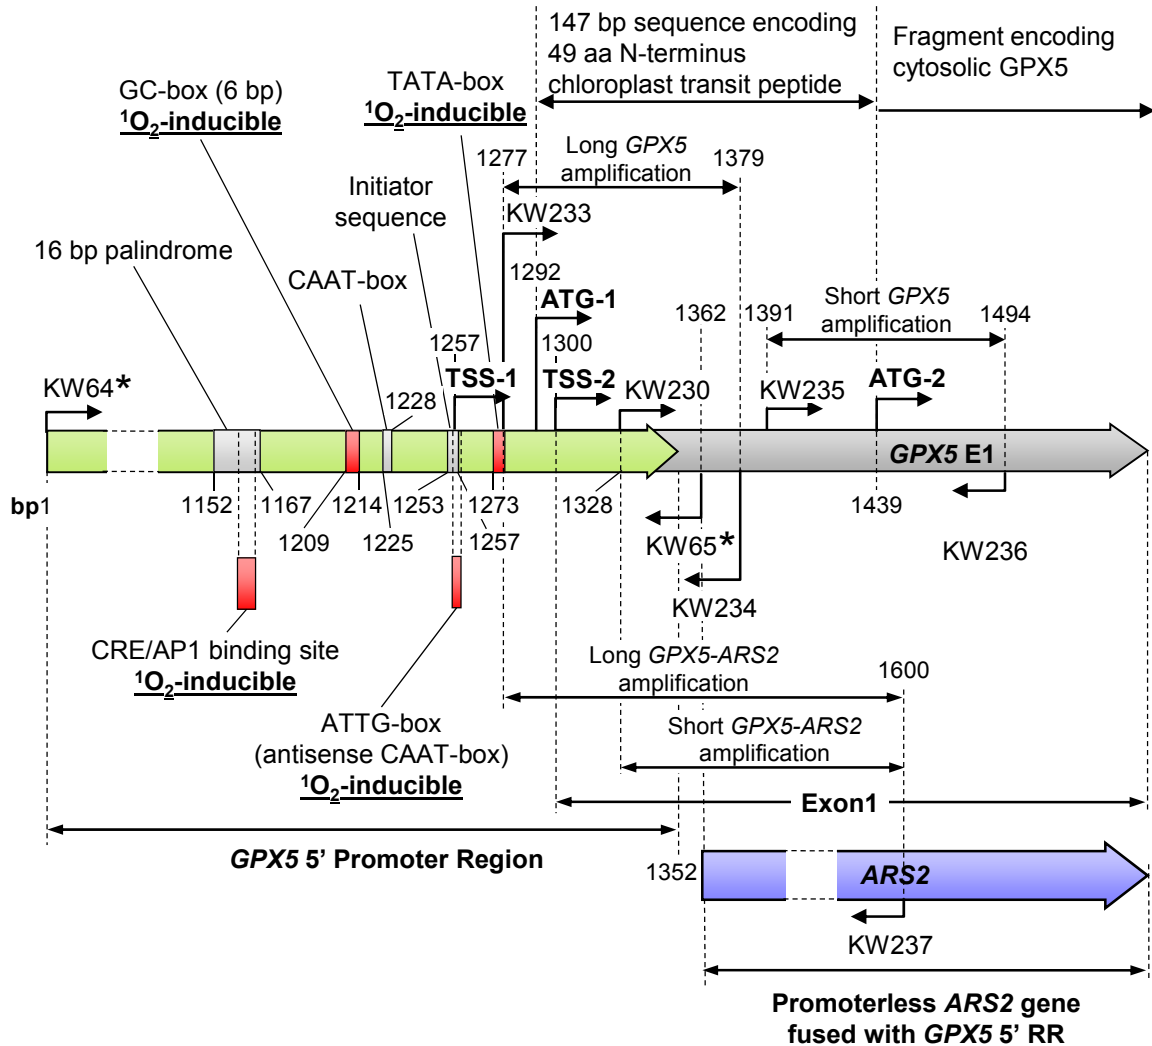 147 bp sequence encoding
49 aa N-terminus
chloroplast transit peptide
Fragment encoding
cytosolic GPX5
GC-box (6 bp)
¹O₂-inducible
TATA-box
¹O₂-inducible
1277
Long GPX5
amplification
1379
Initiator
sequence
KW233
16 bp palindrome
CAAT-box
1292
ATG-1
1362
1391
Short GPX5
amplification
1494
1257
1300
TSS-1
TSS-2
KW64*
1228
KW230
KW235
ATG-2
GPX5 E1
bp1
1152
1167
1214
1253
1273
1328
1439
1209
1225
1257
KW65*
KW236
KW234
CRE/AP1 binding site
¹O₂-inducible
Long GPX5-ARS2
amplification
1600
ATTG-box
(antisense CAAT-box)
¹O₂-inducible
Short GPX5-ARS2
amplification
Exon1
GPX5 5’ Promoter Region
1352
ARS2
KW237
Promoterless ARS2 gene
fused with GPX5 5’ RR